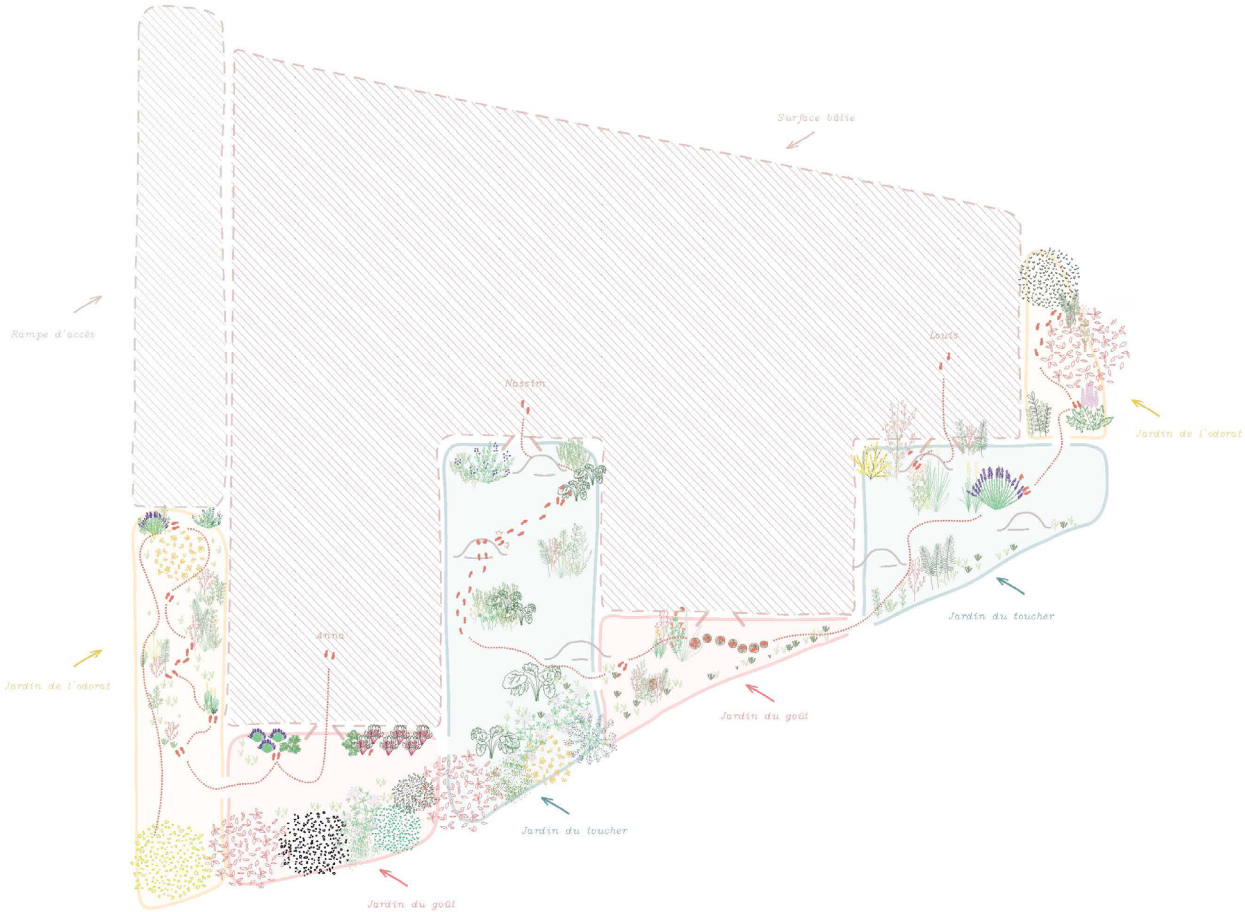 Surface bâtie
Rampe d'accès
Louis
Nassim
Jardin de l'odorat
Jardin du toucher
Anna
Jardin de l'odorat
Jardin du goût
Jardin du toucher
Jardin du goût